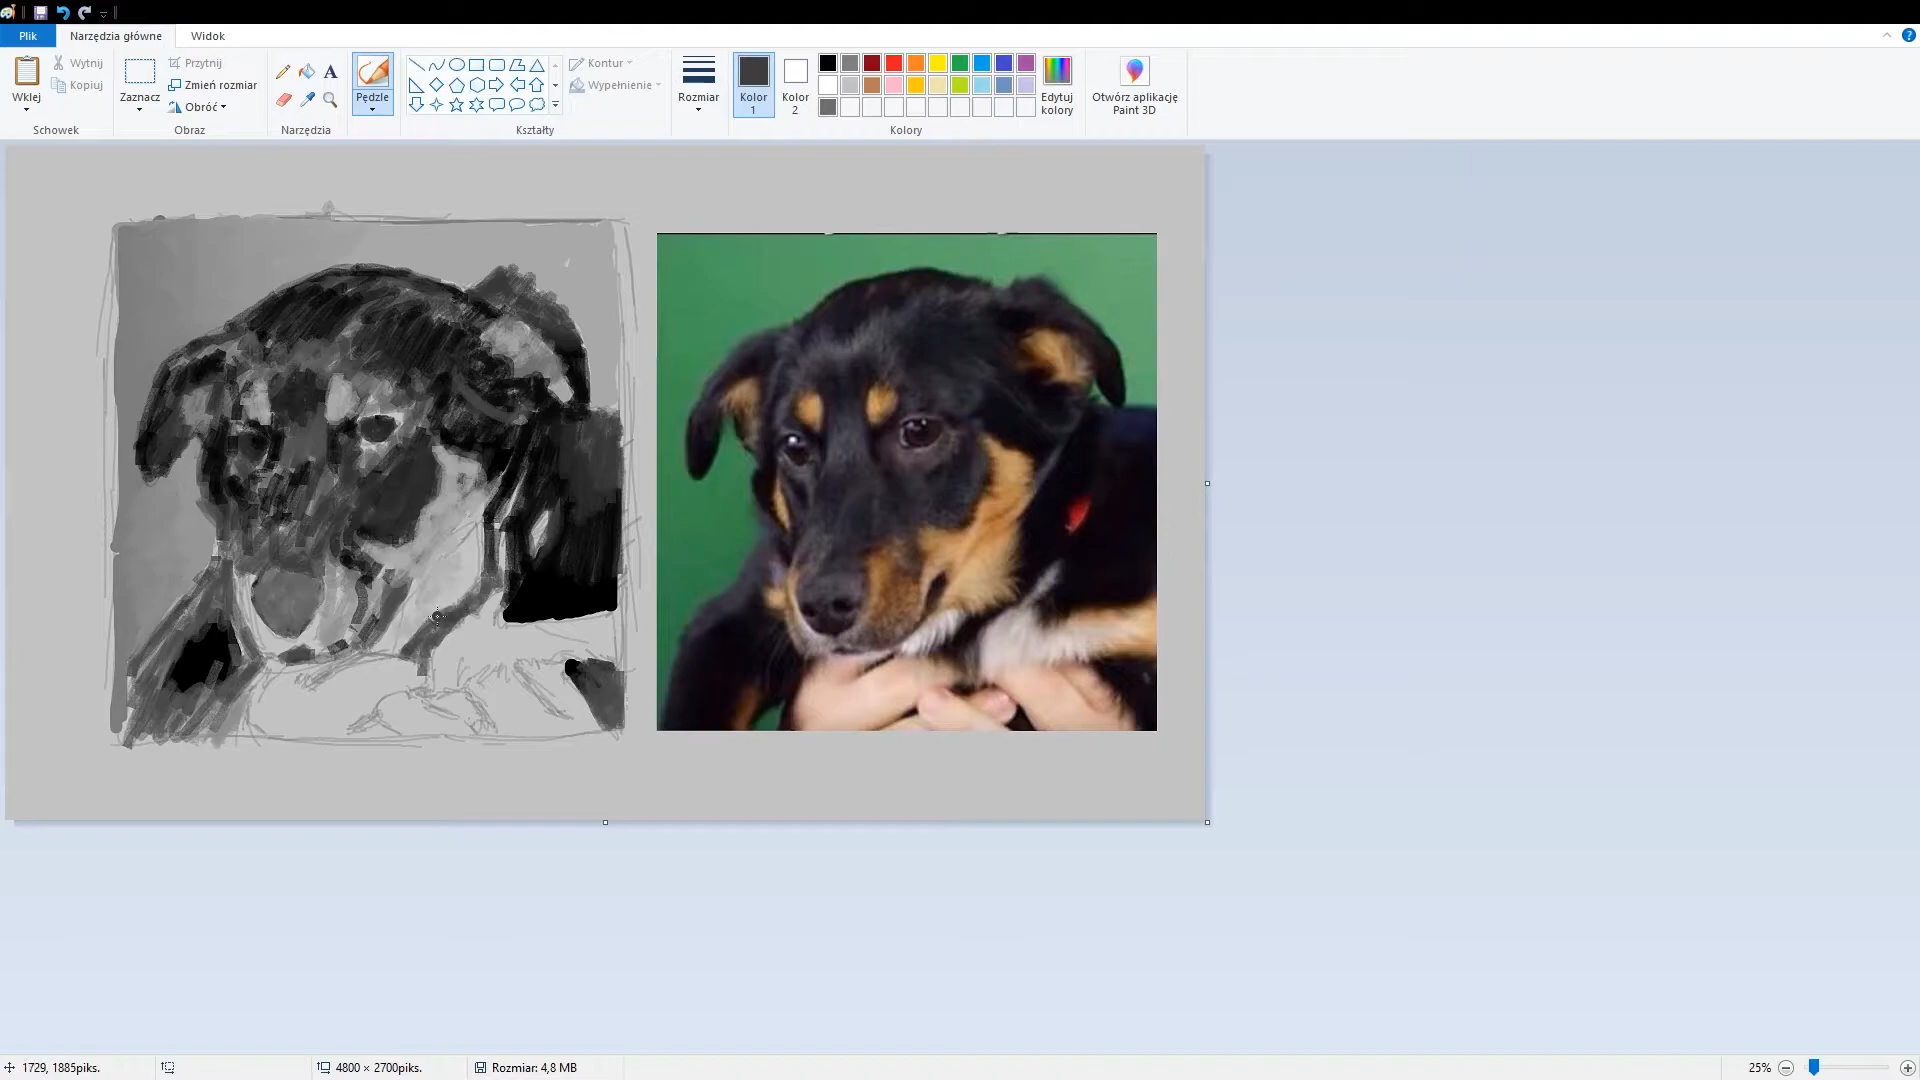 Plik Narzędzia główne Widok
Wklej
Wytnij
Kopiuj
Schowek
Zaznacz
Przytnij
Zmień rozmiar
Obróć
Obraz
A
Narzędzia
Pędzle
Kontur
Wypełnienie
Kształty
Rozmiar
Kolor
1
Kolor
2
Edytuj
kolory
Kolory
Otwórz aplikację
Paint 3D
?
1729, 1885piks.
4800 × 2700piks.
Rozmiar: 4,8 MB
25%